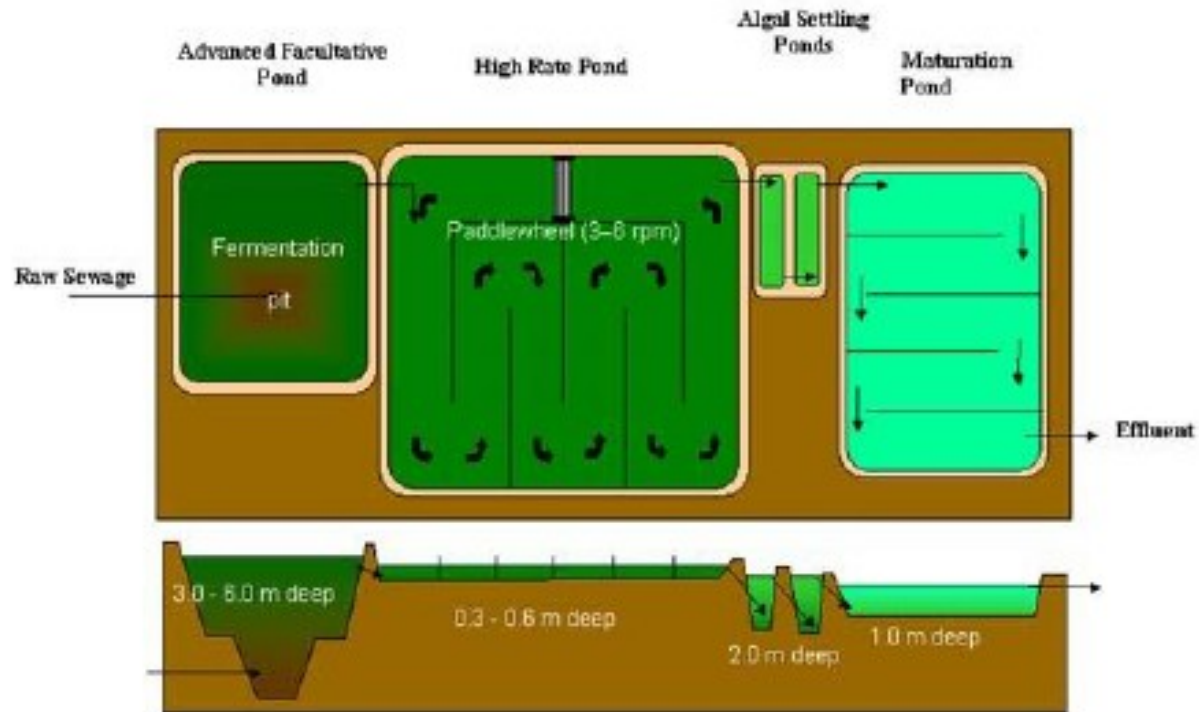 Advanced Facultative
Pond
High Rate Pond
Algal Settling
Ponds
Maturation
Pond
Fermentation
pit
Raw Sewage
Paddlewheel (3-6 rpm)
Effluent
3.0 - 6.0 m deep
0.3 - 0.6 m deep
2.0 m deep
1.0 m deep